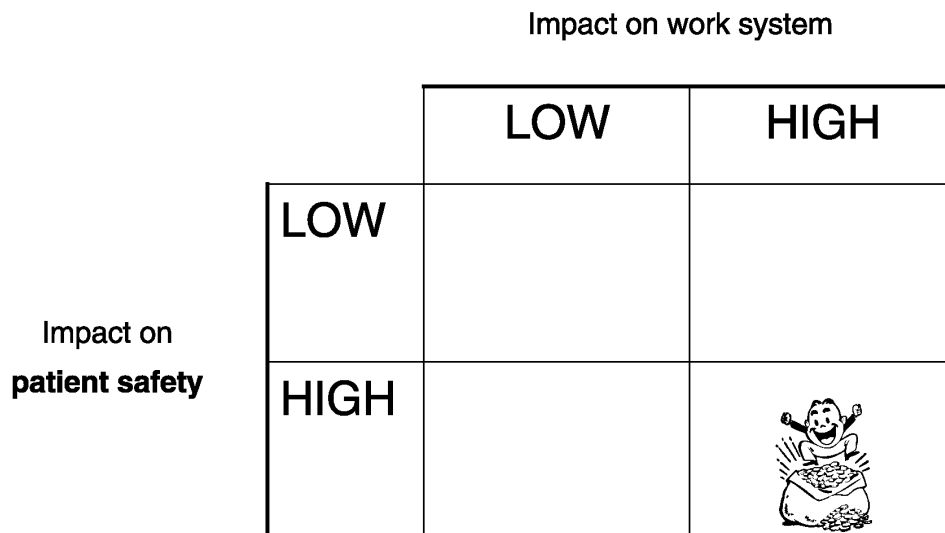 Impact on work system
LOW HIGH
LOW
Impact on
patient safety
HIGH